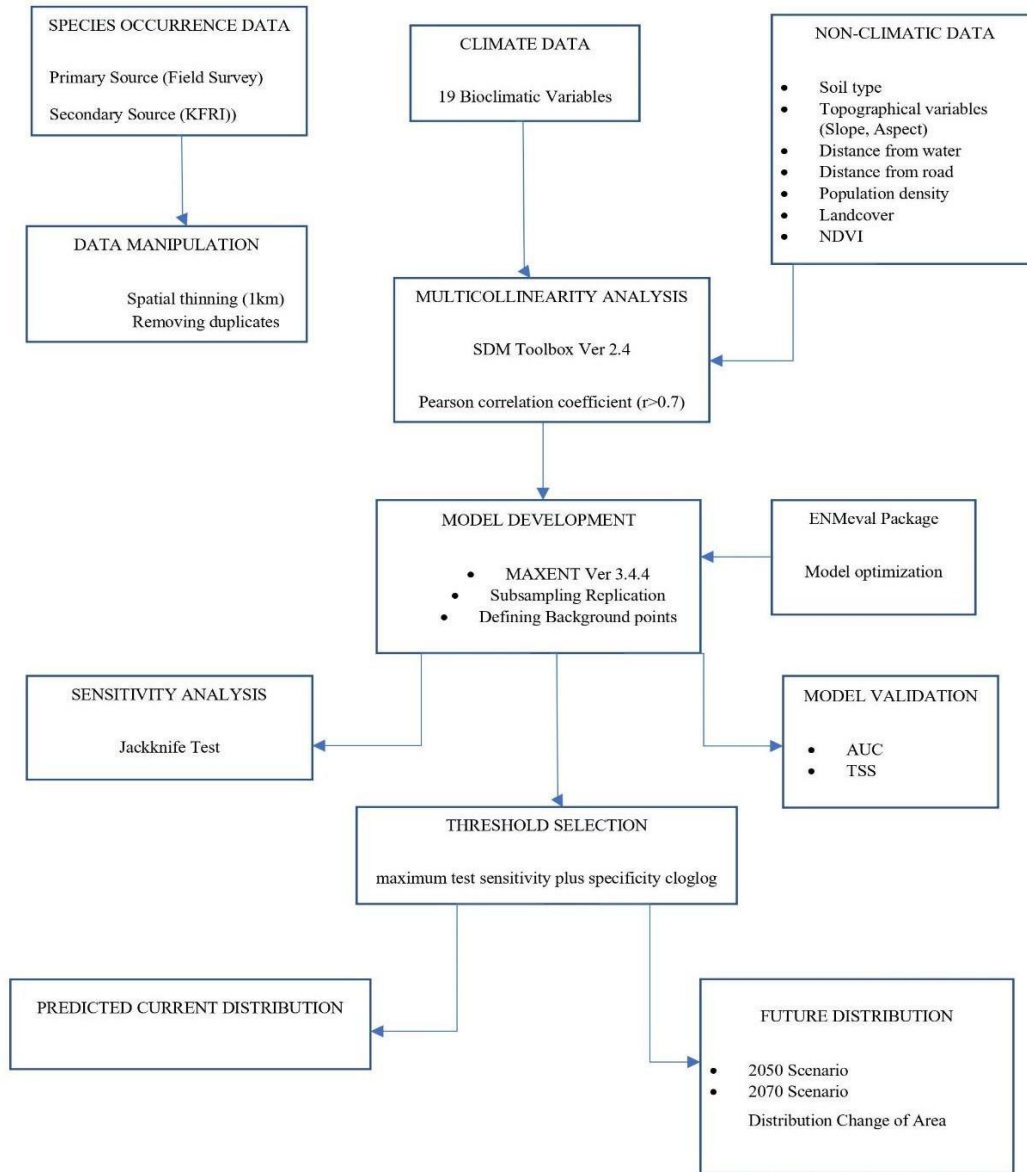 SPECIES OCCURRENCE DATA
Primary Source (Field Survey)
Secondary Source (KFRI))
CLIMATE DATA
19 Bioclimatic Variables
NON-CLIMATIC DATA
• Soil type
• Topographical variables
(Slope, Aspect)
• Distance from water
• Distance from road
• Population density
• Landcover
• NDVI
DATA MANIPULATION
Spatial thinning (1km)
Removing duplicates
MULTICOLLINEARITY ANALYSIS
SDM Toolbox Ver 2.4
Pearson correlation coefficient (r>0.7)
MODEL DEVELOPMENT
• MAXENT Ver 3.4.4
• Subsampling Replication
• Defining Background points
ENMeval Package
Model optimization
SENSITIVITY ANALYSIS
Jackknife Test
MODEL VALIDATION
• AUC
• TSS
THRESHOLD SELECTION
maximum test sensitivity plus specificity cloglog
PREDICTED CURRENT DISTRIBUTION
FUTURE DISTRIBUTION
• 2050 Scenario
• 2070 Scenario
Distribution Change of Area